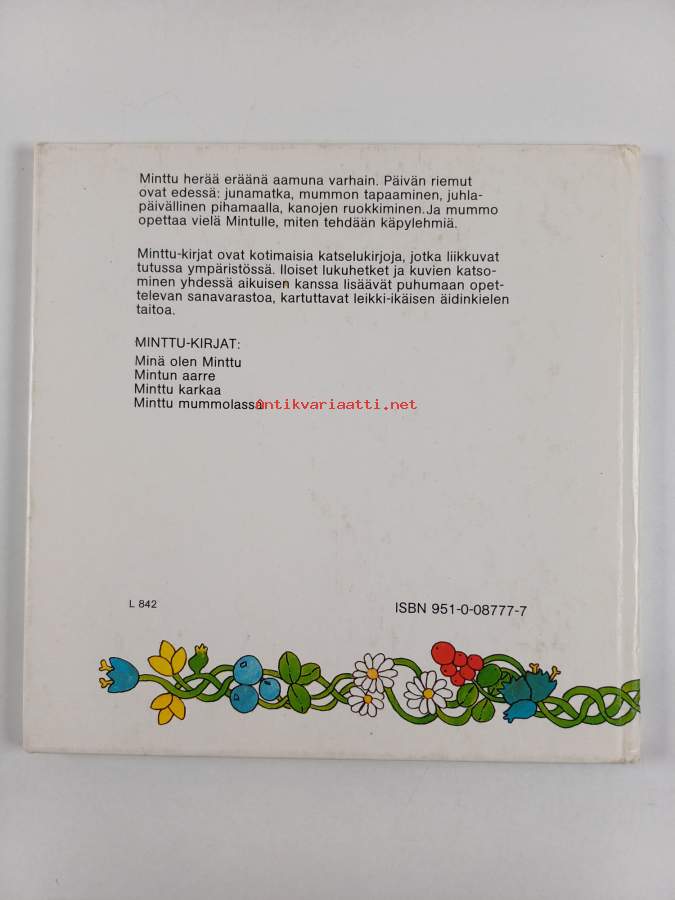 Minttu herää eräänä aamuna varhain. Päivän riemut
ovat edessä: junamatka, mummon tapaaminen, juhla-
päivällinen pihamaalla, kanojen ruokkiminen. Ja mummo
opettaa vielä Mintulle, miten tehdään käpylehmiä.
Minttu-kirjat ovat kotimaisia katselukirjoja, jotka liikkuvat
tutussa ympäristössä. Iloiset lukuhetket ja kuvien katso-
minen yhdessä aikuisen kanssa lisäävät puhumaan opet-
televan sanavarastoa, kartuttavat leikki-ikäisen äidinkielen
taitoa.
MINTTU-KIRJAT:
Minä olen Minttu
Mintun aarre
Minttu karkaa
Minttu mummolassa
antikvariaatti.net
L 842
ISBN 951-0-08777-7